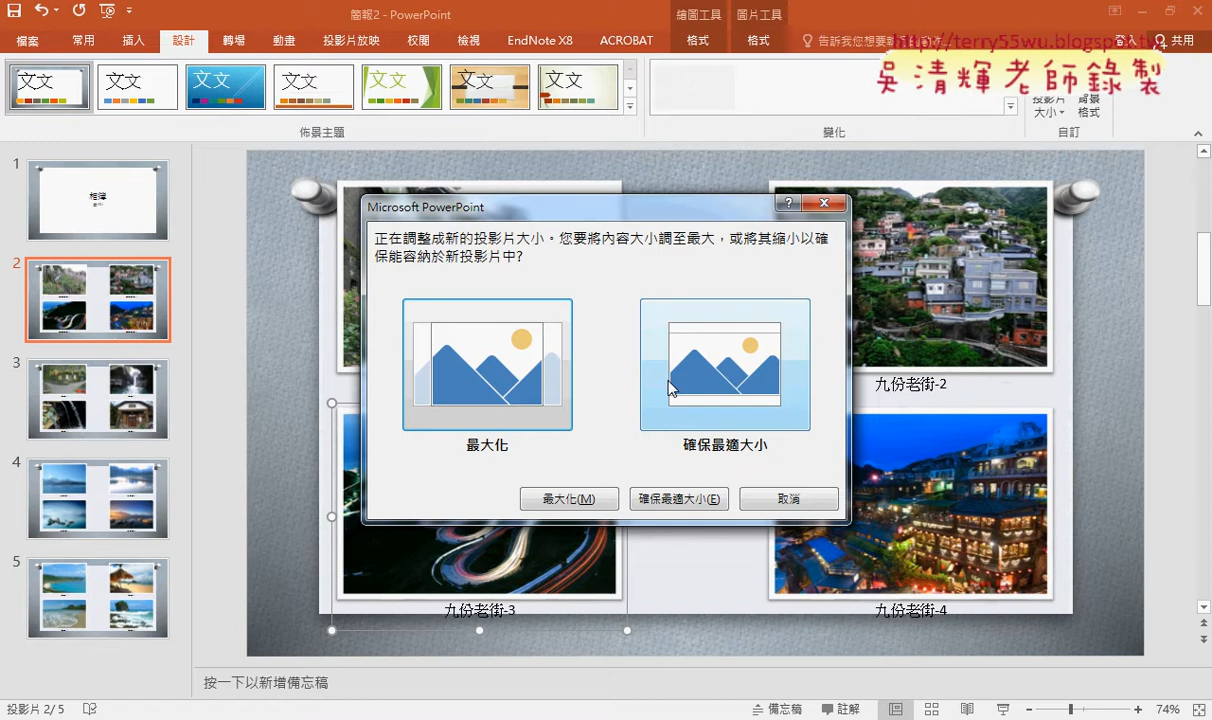 簡報2 - PowerPoint
繪圖工具
圖片工具
檔案
常用
插入
設計
轉場
動畫
投影片放映
校閱
檢視
EndNote X8
ACROBAT
格式
格式
告訴我您想要
登入
共用
http://terry55wu.blogspot.tw
吳清輝老師錄製
文文
文文
文文
文文
文文
文文
文文
投影片
大小
背景
格式
佈景主題
變化
自訂
1
相簿
2
3
4
5
Microsoft PowerPoint
正在調整成新的投影片大小。您要將內容大小調至最大，或將其縮小以確
保能容納於新投影片中?
最大化
確保最適大小
最大化(M)
確保最適大小(E)
取消
九份老街-2
九份老街-3
九份老街-4
按一下以新增備忘稿
投影片 2/5
備忘稿
註解
74%